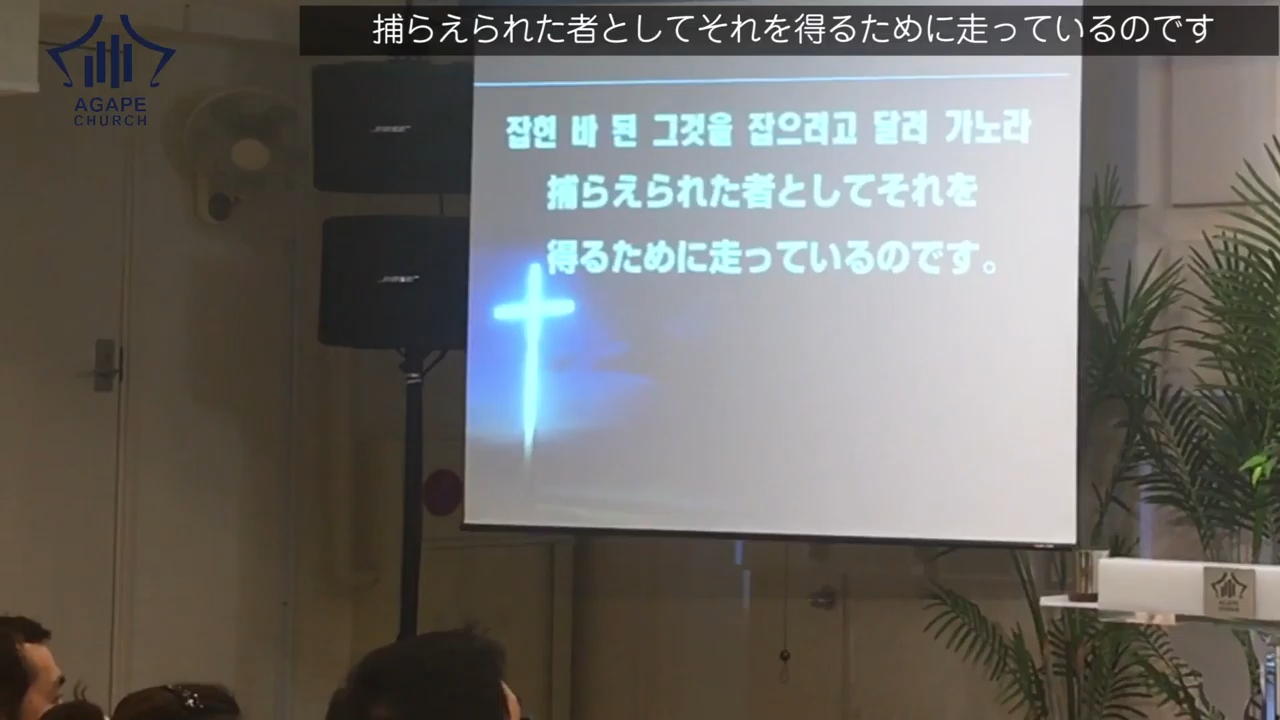 捕らえられた者としてそれを得るために走っているのです
AGAPE
CHURCH
잡힌 바 된 그것을 잡으려고 달려 가노라
捕らえられた者としてそれを
得るために走っているのです。
AGAPE
CHURCH